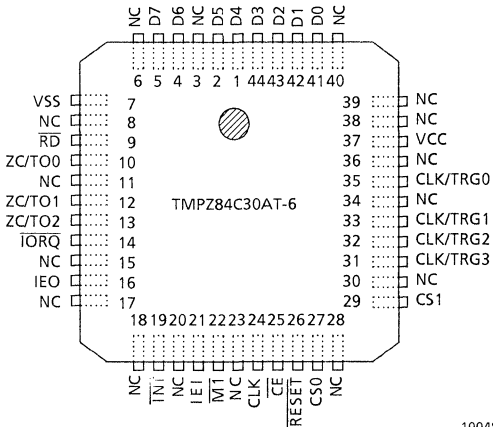 NC D7 D6 NC D5 D4 D3 D2 D1 D0 NC
6 5 4 3 2 1 44 43 42 41 40
VSS 7
NC 8
RD 9
ZC/TO0 10
NC 11
ZC/TO1 12
ZC/TO2 13
IORQ 14
NC 15
IEO 16
NC 17
TMPZ84C30AT-6
39 NC
38 NC
37 VCC
36 NC
35 CLK/TRG0
34 NC
33 CLK/TRG1
32 CLK/TRG2
31 CLK/TRG3
30 NC
29 CS1
18 19 20 21 22 23 24 25 26 27 28
NC INT NC IEI M1 NC CLK CE RESET CS0 NC